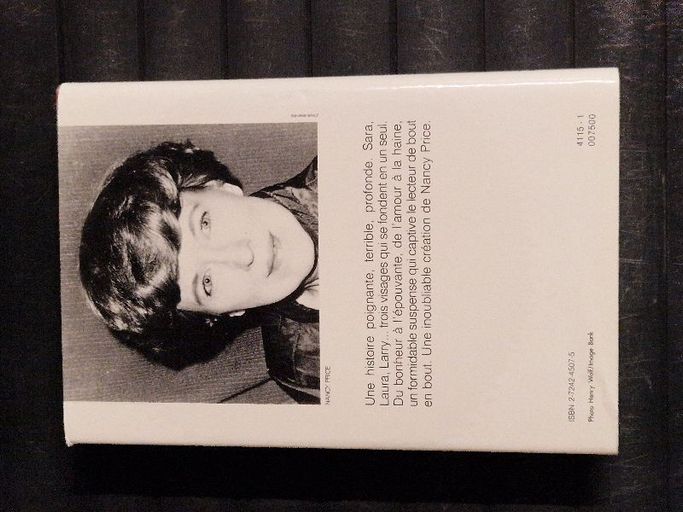 NANCY PRICE
Une histoire poignante, terrible, profonde. Sara,
Laura, Larry... trois visages qui se fondent en un seul.
Du bonheur à l'épouvante, de l'amour à la haine,
un formidable suspense qui captive le lecteur de bout
en bout. Une inoubliable création de Nancy Price.
ISBN 2-7242-4507-5
Photo Henry Wolf/Image Bank
4115 - 1
007500